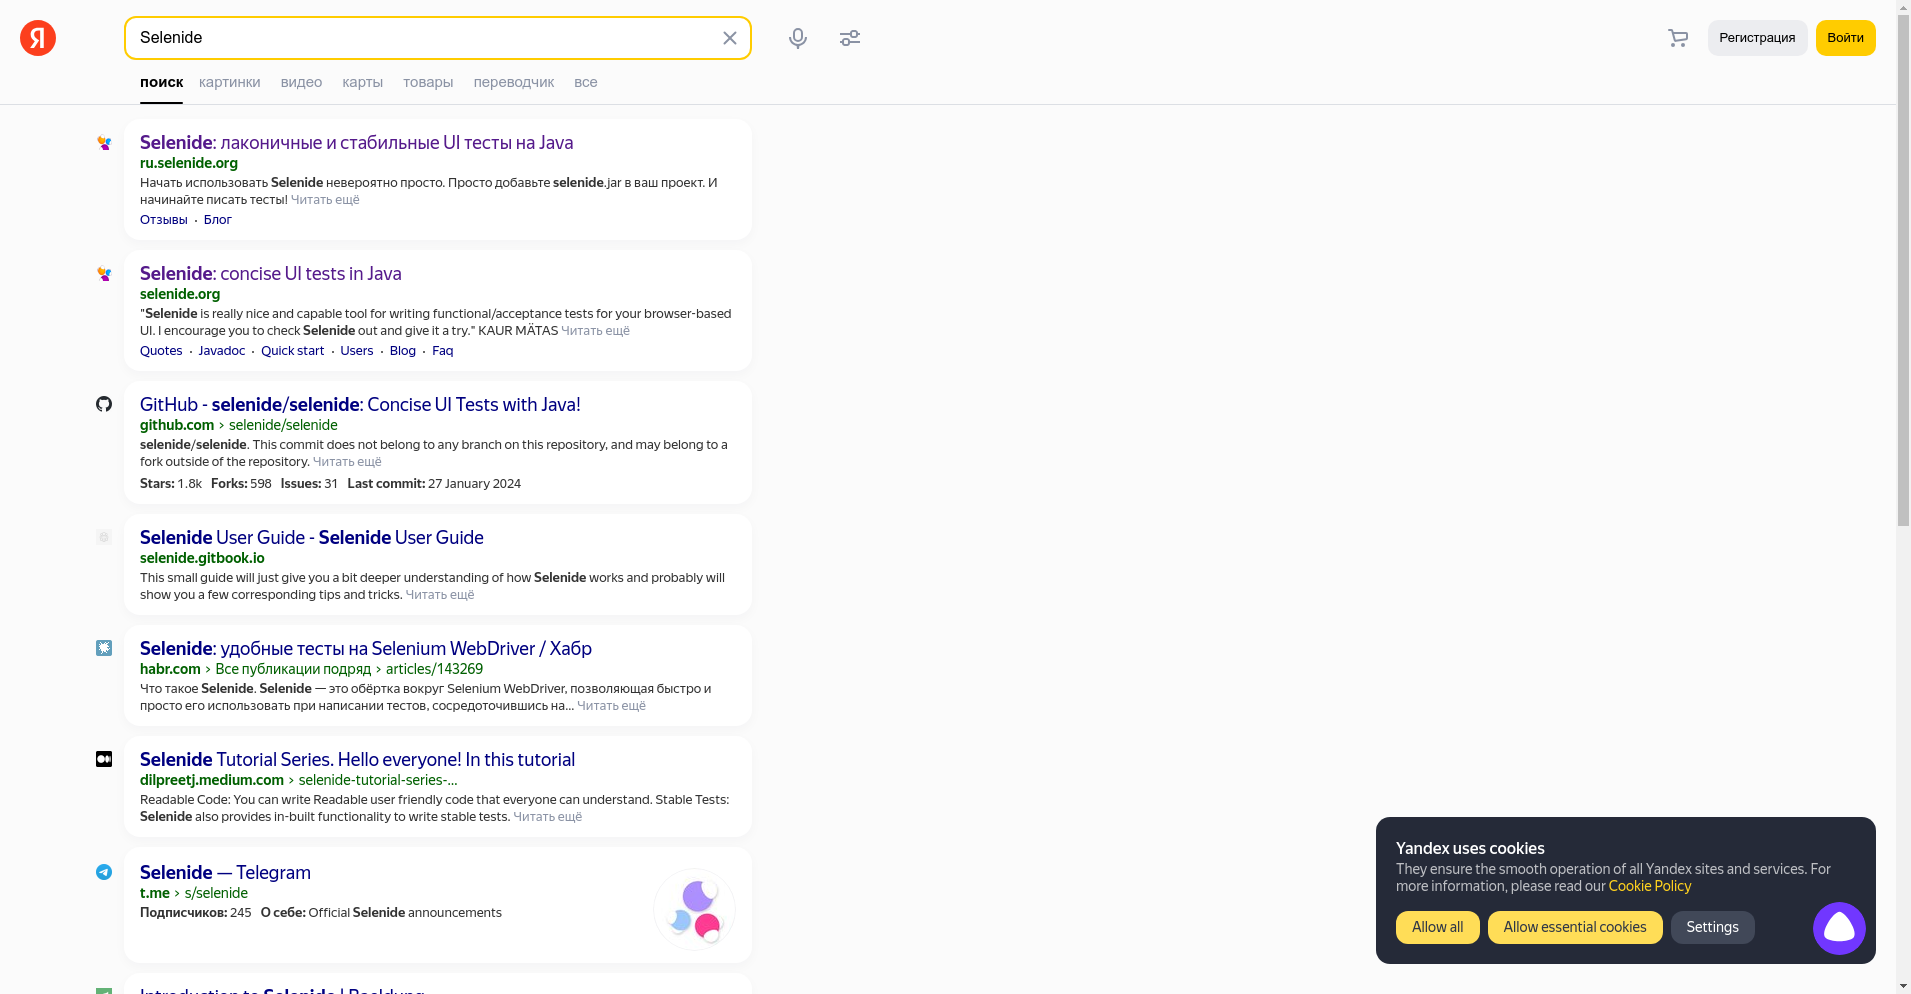 Я
Selenide
Регистрация
Войти
поиск картинки видео карты товары переводчик все
Selenide: лаконичные и стабильные UI тесты на Java
ru.selenide.org
Начать использовать Selenide невероятно просто. Просто добавьте selenide.jar в ваш проект. И
начинайте писать тесты! Читать ещё
Отзывы · Блог
Selenide: concise UI tests in Java
selenide.org
"Selenide is really nice and capable tool for writing functional/acceptance tests for your browser-based
UI. I encourage you to check Selenide out and give it a try." KAUR MÄTAS Читать ещё
Quotes · Javadoc · Quick start · Users · Blog · Faq
GitHub - selenide/selenide: Concise UI Tests with Java!
github.com › selenide/selenide
selenide/selenide. This commit does not belong to any branch on this repository, and may belong to a
fork outside of the repository. Читать ещё
Stars: 1.8k Forks: 598 Issues: 31 Last commit: 27 January 2024
Selenide User Guide - Selenide User Guide
selenide.gitbook.io
This small guide will just give you a bit deeper understanding of how Selenide works and probably will
show you a few corresponding tips and tricks. Читать ещё
Selenide: удобные тесты на Selenium WebDriver / Хабр
habr.com › Все публикации подряд › articles/143269
Что такое Selenide. Selenide — это обёртка вокруг Selenium WebDriver, позволяющая быстро и
просто его использовать при написании тестов, сосредоточившись на... Читать ещё
Selenide Tutorial Series. Hello everyone! In this tutorial
dilpreetj.medium.com › selenide-tutorial-series-...
Readable Code: You can write Readable user friendly code that everyone can understand. Stable Tests:
Selenide also provides in-built functionality to write stable tests. Читать ещё
Selenide — Telegram
t.me › s/selenide
Подписчиков: 245 О себе: Official Selenide announcements
Introduction to Selenide | Baeldung
Yandex uses cookies
They ensure the smooth operation of all Yandex sites and services. For
more information, please read our Cookie Policy
Allow all
Allow essential cookies
Settings